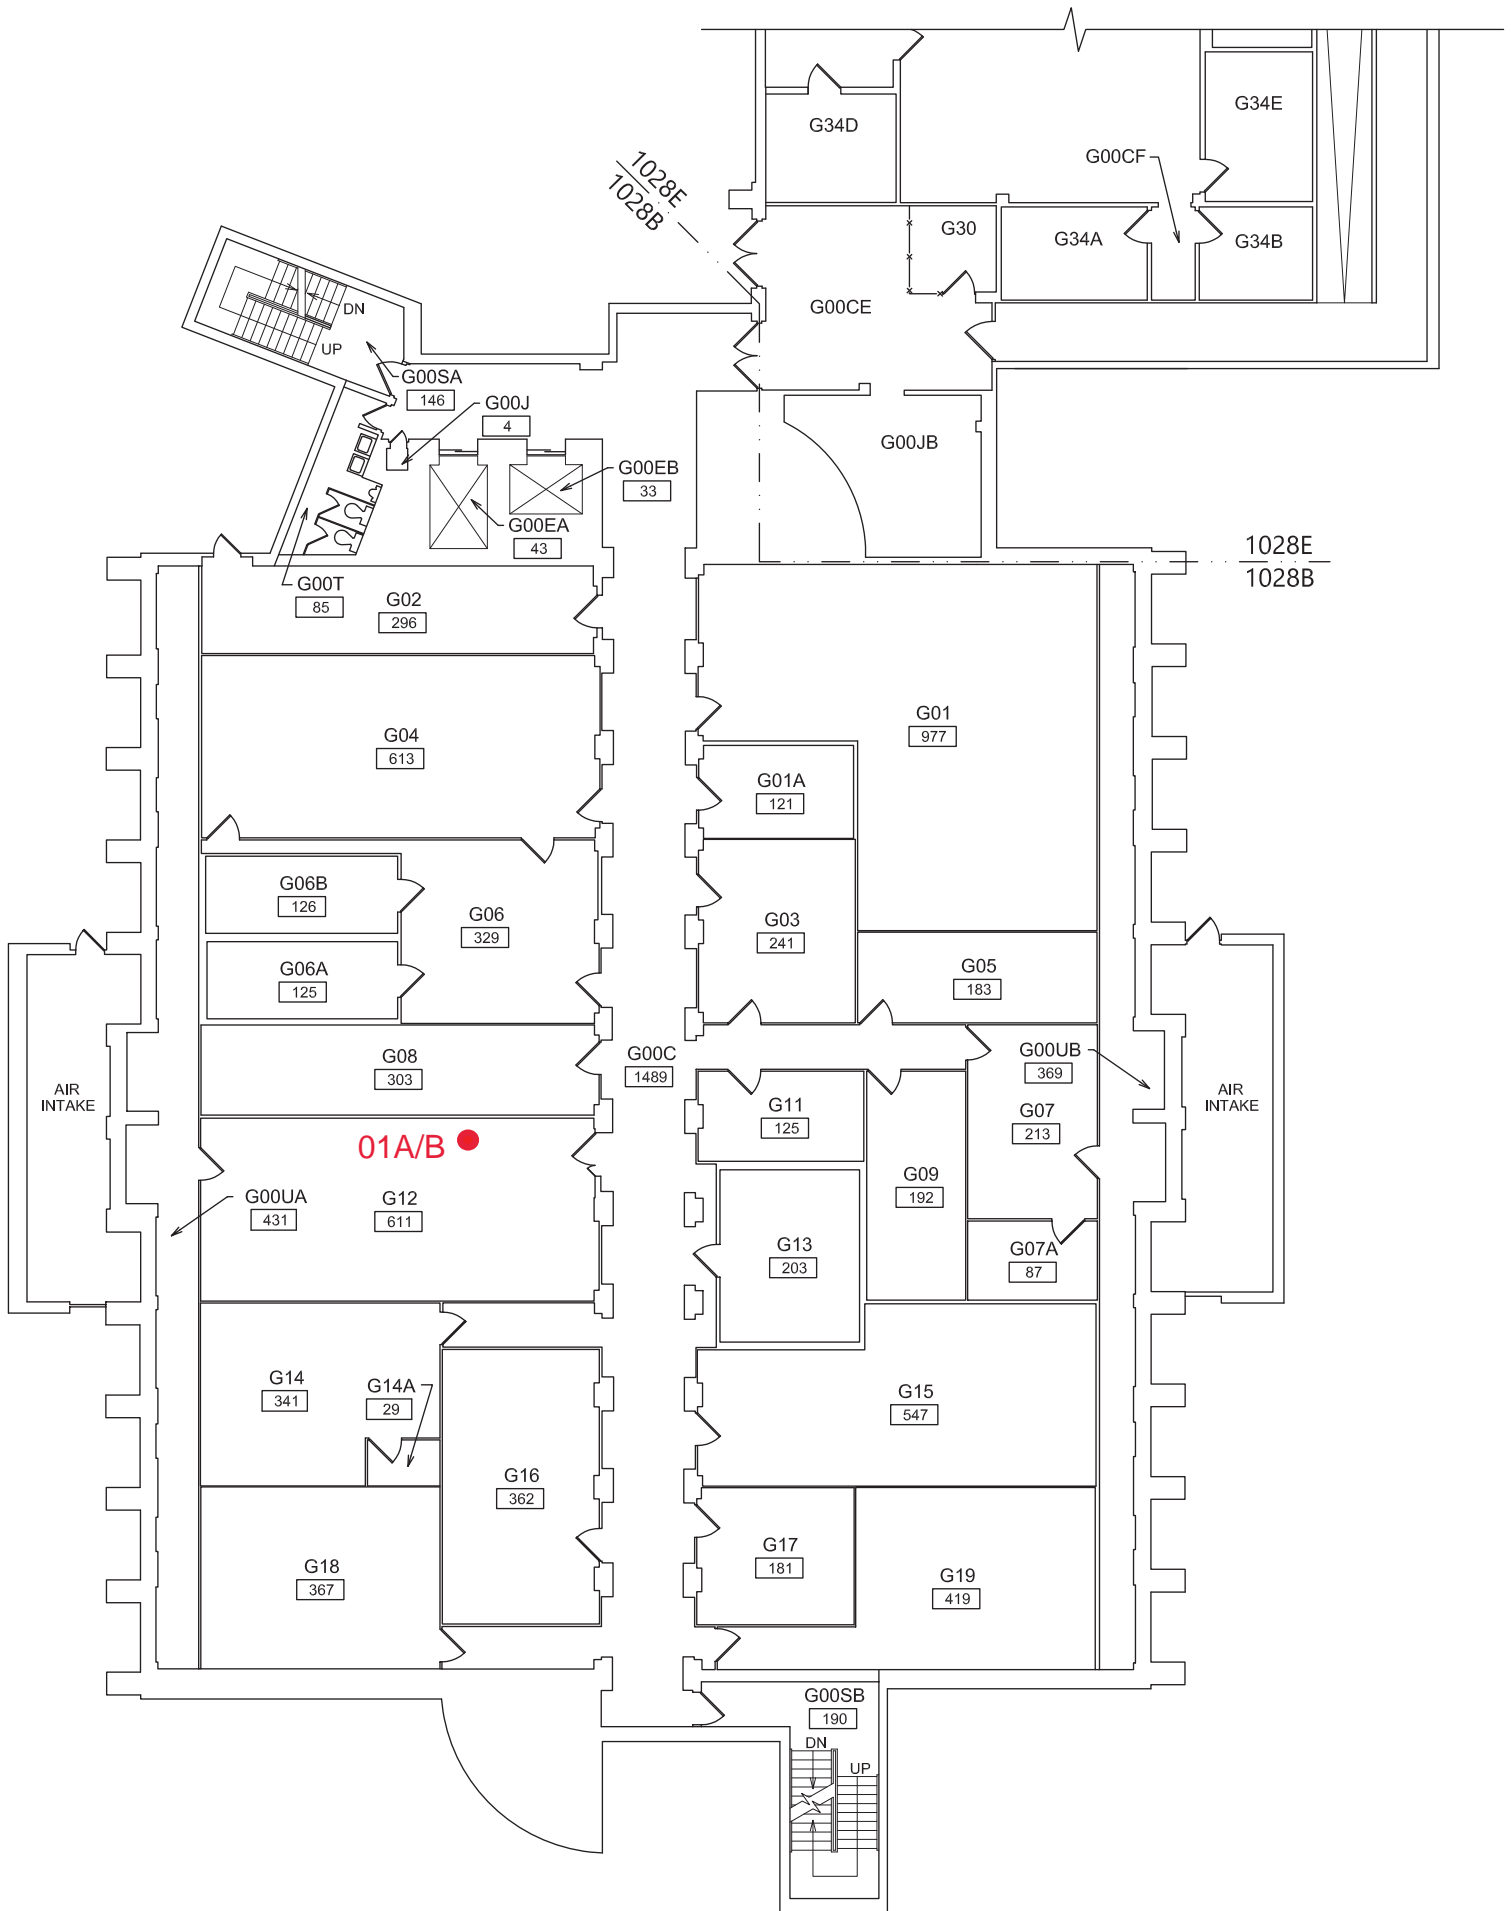 G34E
G34D
G00CF
1028E
1028B
G30
G34A
G34B
G00CE
DN
UP
G00SA
146
G00J
4
G00JB
G00EB
33
G00EA
43
1028E
1028B
G00T
85
G02
296
G01
977
G04
613
G01A
121
G06B
126
G06
329
G03
241
G06A
125
G05
183
G08
303
G00C
1489
G00UB
369
AIR
INTAKE
AIR
INTAKE
G11
125
G07
213
01A/B
G09
192
G00UA
431
G12
611
G13
203
G07A
87
G14
341
G14A
29
G15
547
G16
362
G17
181
G18
367
G19
419
G00SB
190
DN
UP